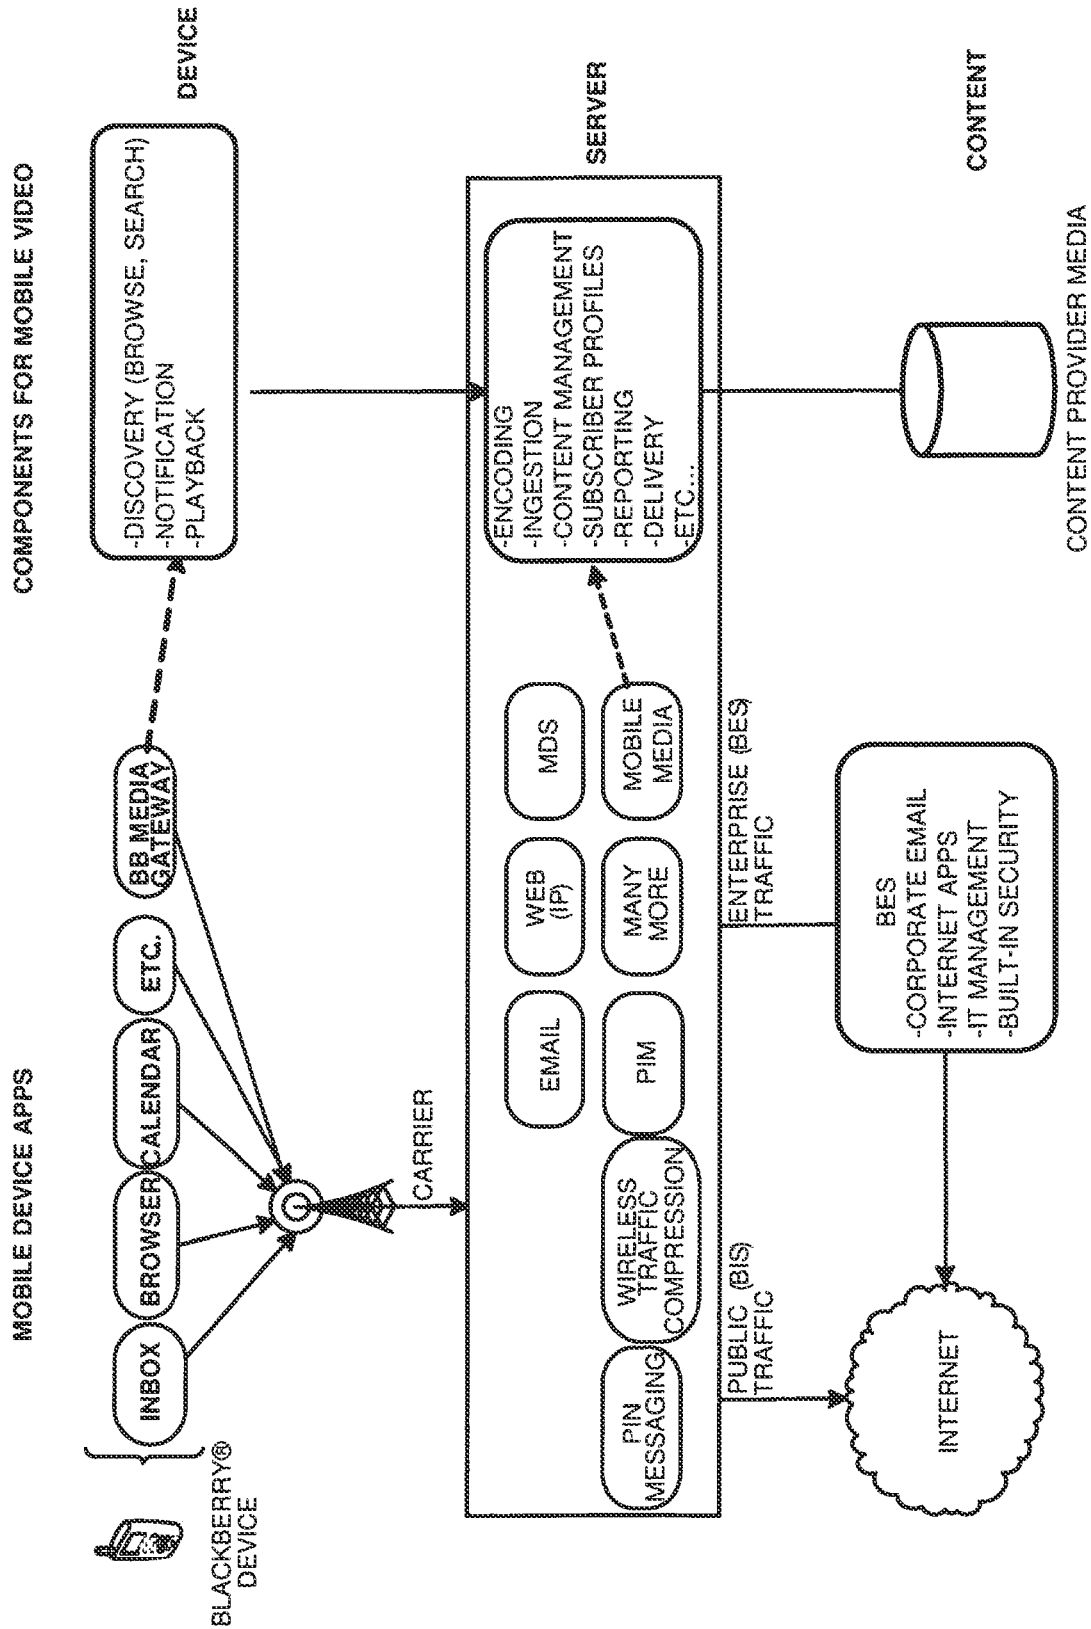 MOBILE DEVICE APPS
COMPONENTS FOR MOBILE VIDEO
BLACKBERRY®
DEVICE
INBOX
BROWSER
CALENDAR
ETC.
BB MEDIA
GATEWAY
-DISCOVERY (BROWSE, SEARCH)
-NOTIFICATION
-PLAYBACK
DEVICE
CARRIER
PIN
MESSAGING
WIRELESS
TRAFFIC
COMPRESSION
EMAIL
PIM
WEB
(IP)
MANY
MORE
MDS
MOBILE
MEDIA
-ENCODING
-INGESTION
-CONTENT MANAGEMENT
-SUBSCRIBER PROFILES
-REPORTING
-DELIVERY
-ETC...
SERVER
PUBLIC (BIS)
TRAFFIC
ENTERPRISE (BES)
TRAFFIC
INTERNET
BES
-CORPORATE EMAIL
-INTERNET APPS
-IT MANAGEMENT
-BUILT-IN SECURITY
CONTENT
CONTENT PROVIDER MEDIA